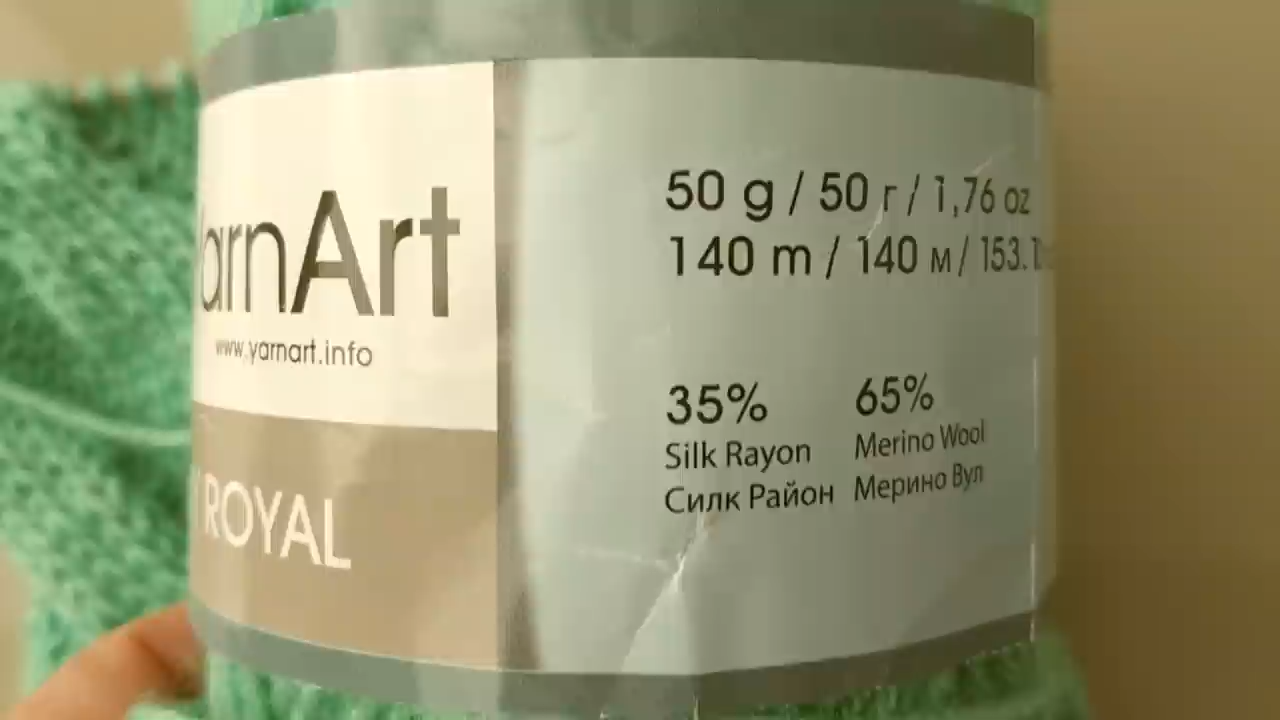 YarnArt
www.yarnart.info
ROYAL
50 g / 50 г / 1,76 oz
140 m / 140 м / 153.
35% 65%
Silk Rayon Merino Wool
Силк Район Мерино Вул